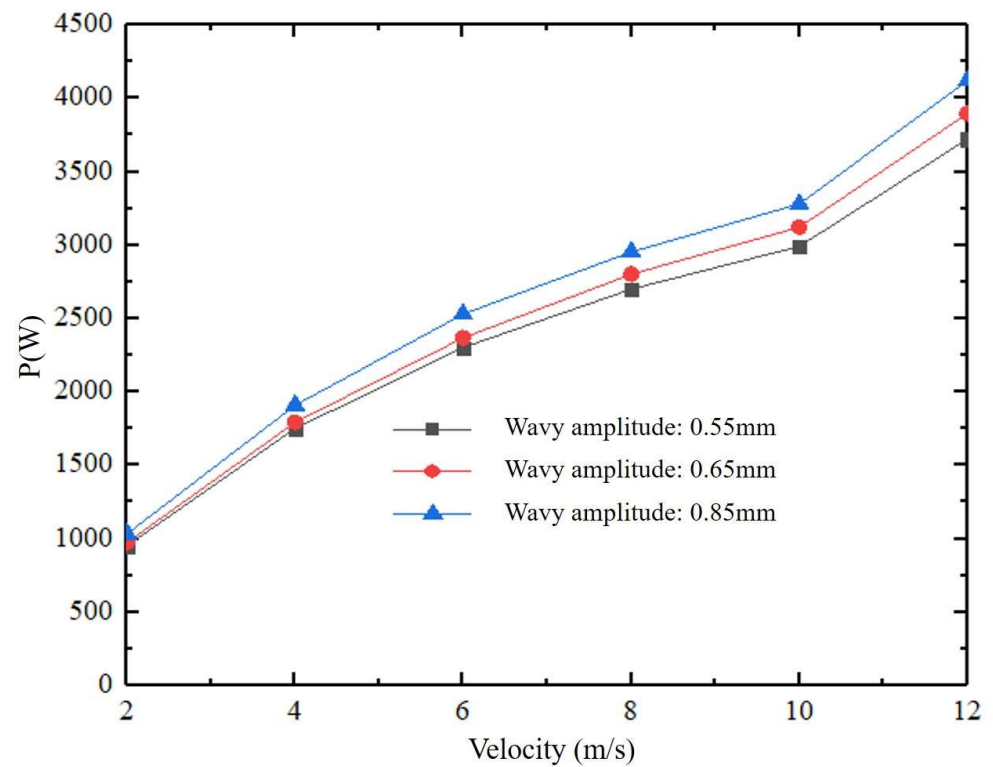 4500
4000
3500
3000
2500
2000
1500
1000
500
0
P(W)
Wavy amplitude: 0.55mm
Wavy amplitude: 0.65mm
Wavy amplitude: 0.85mm
2 4 6 8 10 12
Velocity (m/s)